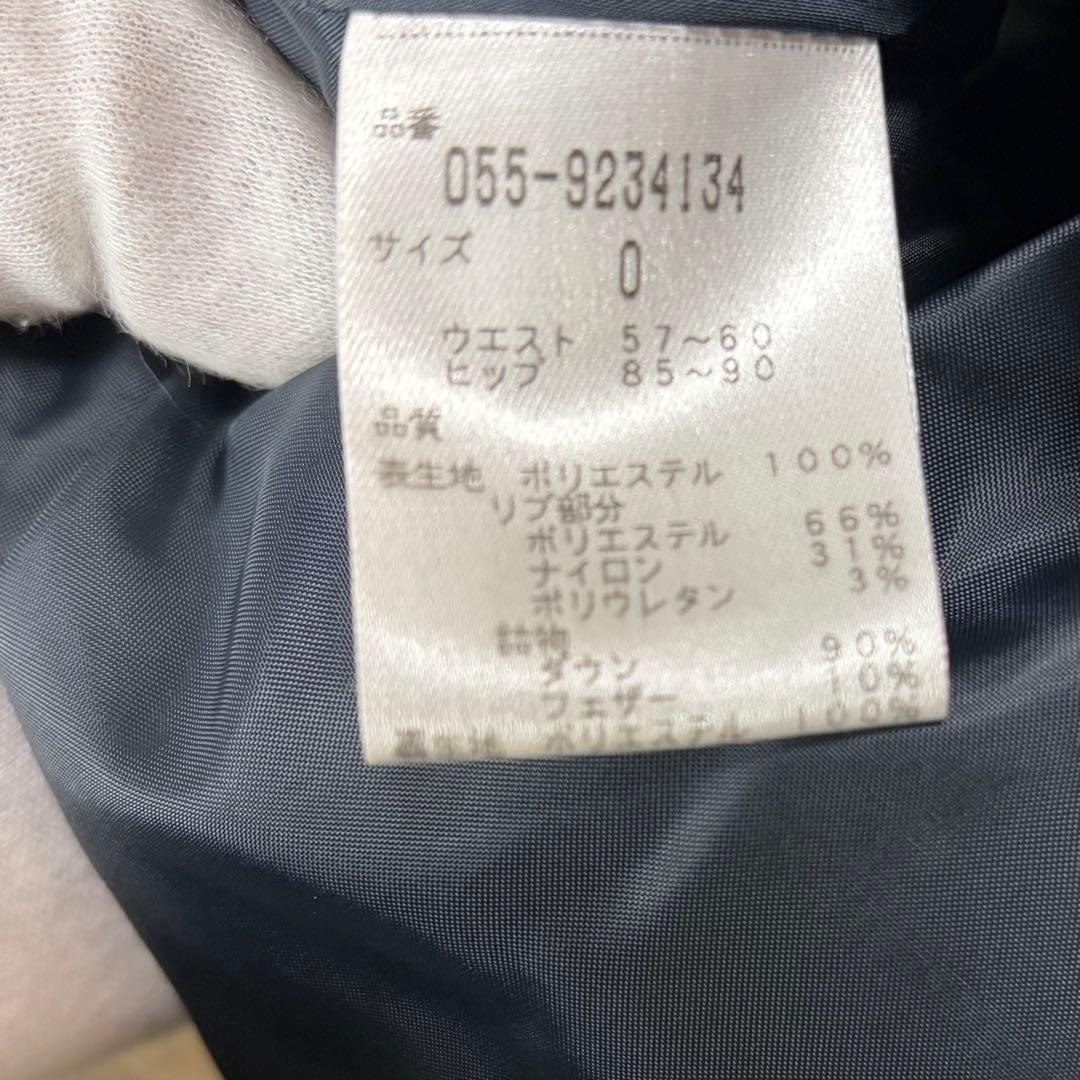 品番
055-9234134
サイズ 0
ウエスト 57～60
ヒップ 85～90
品質
表生地 ポリエステル 100%
リブ部分
ポリエステル 66%
ナイロン 31%
ポリウレタン 3%
詰物
ダウン 90%
フェザー 10%
裏生地 ポリエステル 100%